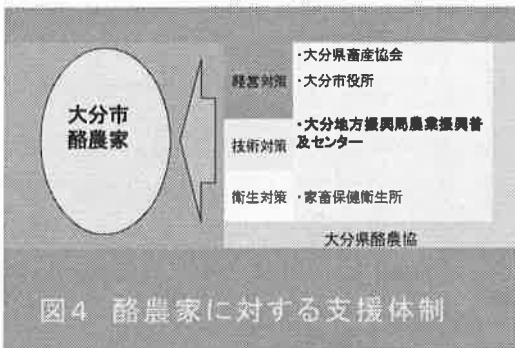 大分市
酪農家
経営対策
・大分県畜産協会
・大分市役所
技術対策
・大分地方振興局農業振興普
及センター
衛生対策
・家畜保健衛生所
大分県酪農協
図4 酪農家に対する支援体制